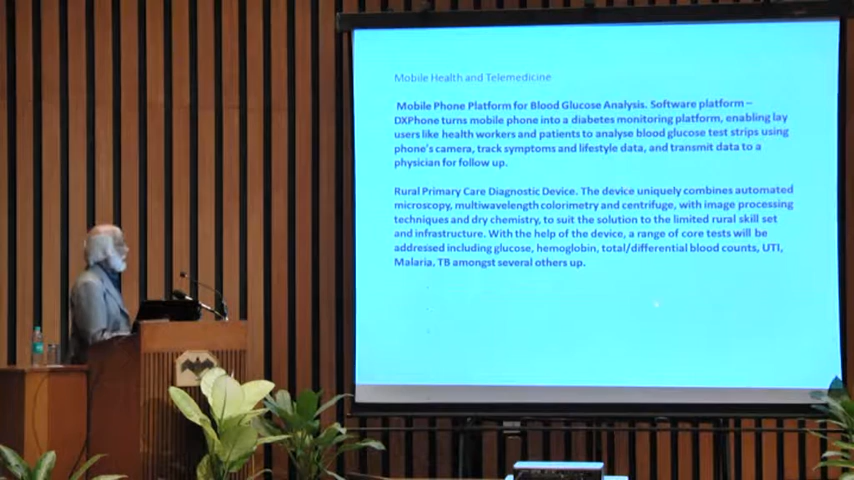 Mobile Health and Telemedicine
Mobile Phone Platform for Blood Glucose Analysis. Software platform –
DXPhone turns mobile phone into a diabetes monitoring platform, enabling lay
users like health workers and patients to analyse blood glucose test strips using
phone's camera, track symptoms and lifestyle data, and transmit data to a
physician for follow up.
Rural Primary Care Diagnostic Device. The device uniquely combines automated
microscopy, multiwavelength colorimetry and centrifuge, with image processing
techniques and dry chemistry, to suit the solution to the limited rural skill set
and infrastructure. With the help of the device, a range of core tests will be
addressed including glucose, hemoglobin, total/differential blood counts, UTI,
Malaria, TB amongst several others up.